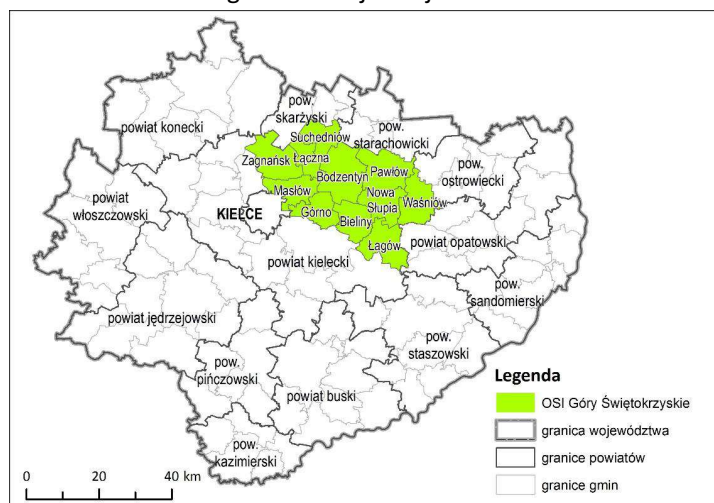 pow.
skarżyski
powiat konecki
Suchedniów
pow.
starachowicki
Zagnańsk
Łączna
Bodzentyn
Pawłów
pow.
ostrowiecki
powiat
włoszczowski
Masłów
Nowa
Słupia
Waśniów
KIELCE
Górno
Bieliny
Łagów
powiat opatowski
powiat kielecki
pow.
sandomierski
powiat jędrzejowski
pow.
staszowski
pow.
pińczowski
powiat buski
pow.
kazimierski
Legenda
OSI Góry Świętokrzyskie
granica województwa
granice powiatów
granice gmin
0 20 40 km